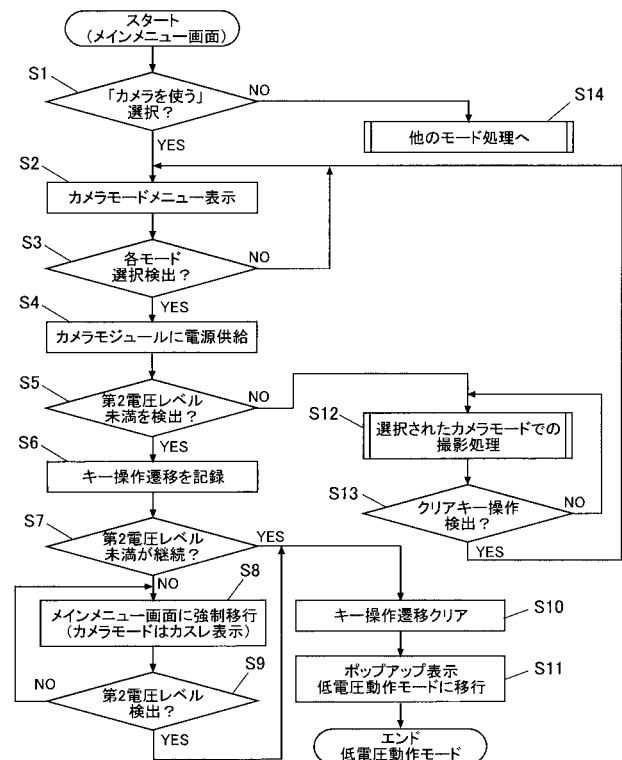 スタート
(メインメニュー画面)
S1
「カメラを使う」
選択?
NO
YES
S14
他のモード処理へ
S2
カメラモードメニュー表示
S3
各モード
選択検出?
NO
YES
S4
カメラモジュールに電源供給
S5
第2電圧レベル
未満を検出?
NO
YES
S12
選択されたカメラモードでの
撮影処理
S6
キー操作遷移を記録
S13
クリアキー操作
検出?
NO
YES
S7
第2電圧レベル
未満が継続?
YES
NO
S8
メインメニュー画面に強制移行
(カメラモードはカスレ表示)
S10
キー操作遷移クリア
S9
第2電圧レベル
検出?
NO
YES
S11
ポップアップ表示
低電圧動作モードに移行
エンド
低電圧動作モード